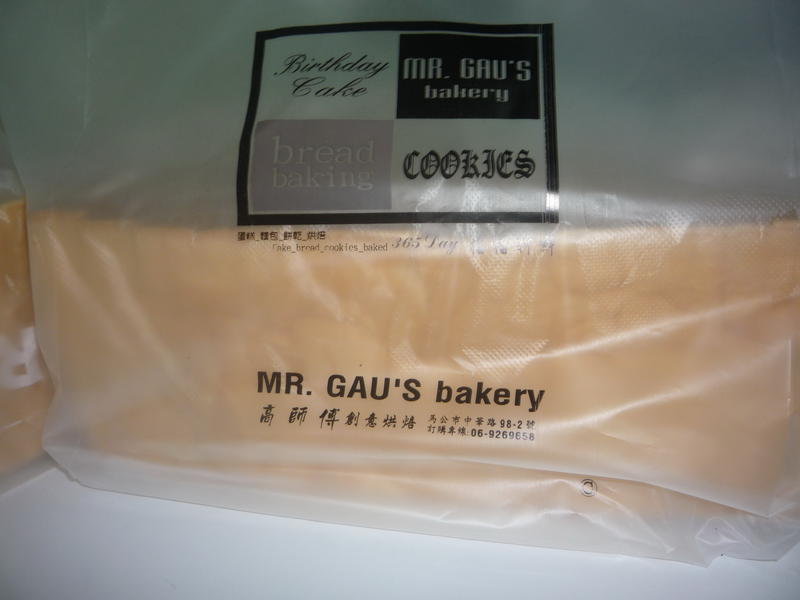 Birthday
Cake
MR. GAU'S
bakery
bread
baking
COOKIES
蛋糕_麵包_餅乾_烘焙
Cake_bread_cookies_baked 365 Day
MR. GAU'S bakery
高師傅創意烘焙
馬公市中華路98-2號
訂購專線:06-9269658
©